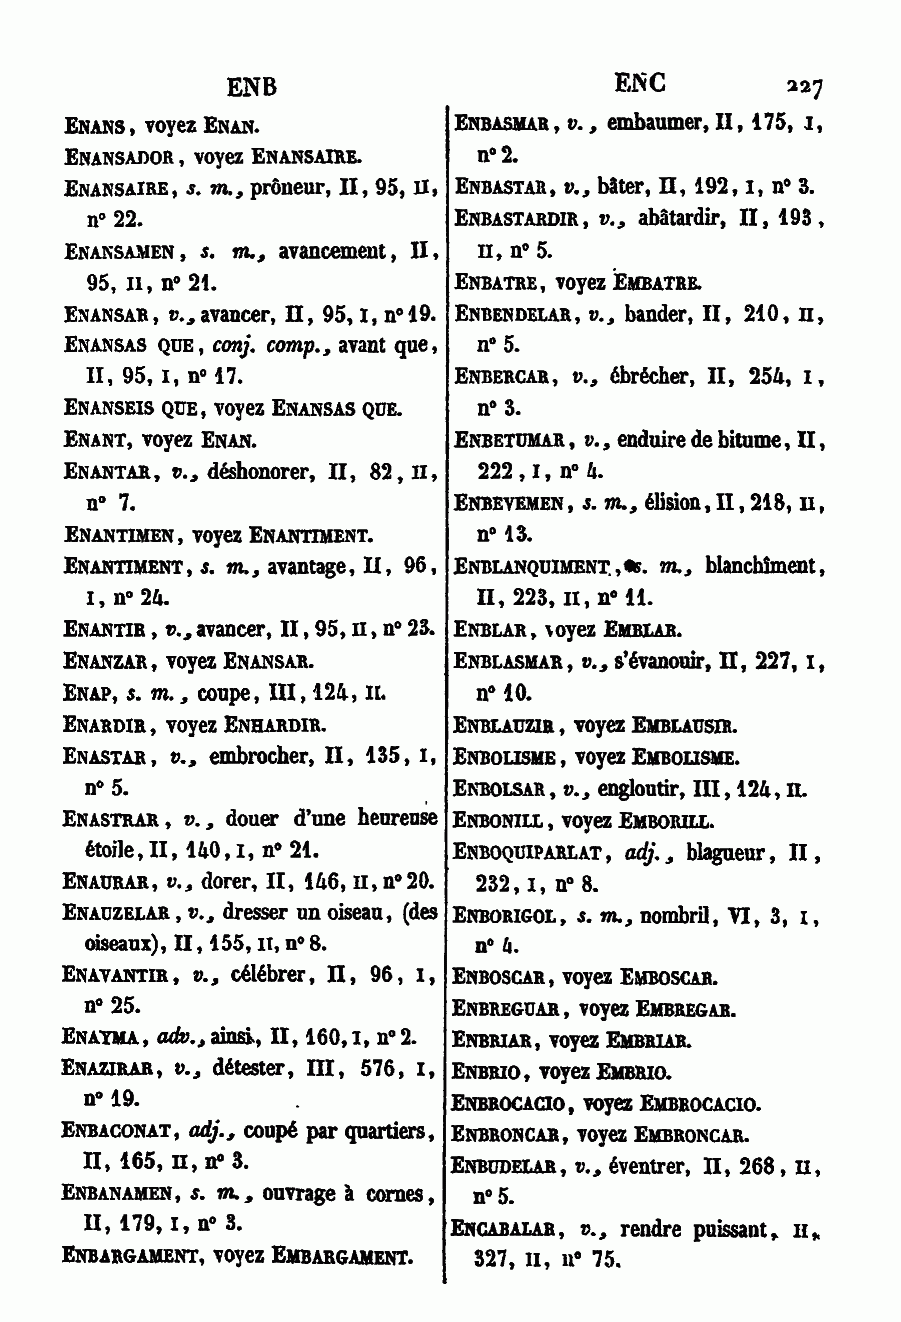 ENB
ENC 227
ENANS, voyez ENAN.
ENANSADOR, voyez ENANSAIRE.
ENANSAIRE, s. m., prôneur, II, 95, II,
n° 22.
ENANSAMEN, s. m., avancement, II,
95, II, n° 21.
ENANSAR, v., avancer, II, 95, I, n° 19.
ENANSAS QUE, conj. comp., avant que,
II, 95, I, n° 17.
ENANSEIS QUE, voyez ENANSAS QUE.
ENANT, voyez ENAN.
ENANTAR, v., déshonorer, II, 82, II,
n° 7.
ENANTIMEN, voyez ENANTIMENT.
ENANTIMENT, s. m., avantage, II, 96,
I, n° 24.
ENANTIR, v., avancer, II, 95, II, n° 23.
ENANZAR, voyez ENANSAR.
ENAP, s. m., coupe, III, 124, II.
ENARDIR, voyez ENHARDIR.
ENASTAR, v., embrocher, II, 135, I,
n° 5.
ENASTRAR, v., douer d'une heureuse
étoile, II, 140, I, n° 21.
ENAURAR, v., dorer, II, 146, II, n° 20.
ENAUZELAR, v., dresser un oiseau, (des
oiseaux), II, 155, II, n° 8.
ENAVANTIR, v., célébrer, II, 96, I,
n° 25.
ENAYMA, adv., ainsi, II, 160, I, n° 2.
ENAZIRAR, v., détester, III, 576, I,
n° 19.
ENBACONAT, adj., coupé par quartiers,
II, 165, II, n° 3.
ENBANAMEN, s. m., ouvrage à cornes,
II, 179, I, n° 3.
ENBARGAMENT, voyez EMBARGAMENT.
ENBASMAR, v., embaumer, II, 175, I,
n° 2.
ENBASTAR, v., bâter, II, 192, I, n° 3.
ENBASTARDIR, v., abâtardir, II, 193,
II, n° 5.
ENBATRE, voyez EMBATRE.
ENBENDELAR, v., bander, II, 210, II,
n° 5.
ENBERCAR, v., ébrécher, II, 254, I,
n° 3.
ENBETUMAR, v., enduire de bitume, II,
222, I, n° 4.
ENBEVEMEN, s. m., élision, II, 218, II,
n° 13.
ENBLANQUIMENT, s. m., blanchîment,
II, 223, II, n° 11.
ENBLAR, voyez EMBLAR.
ENBLASMAR, v., s'évanouir, II, 227, I,
n° 10.
ENBLAUZIR, voyez EMBLAUSIR.
ENBOLISME, voyez EMBOLISME.
ENBOLSAR, v., engloutir, III, 124, II.
ENBONILL, voyez EMBORILL.
ENBOQUIPARLAT, adj., blagueur, II,
232, I, n° 8.
ENBORIGOL, s. m., nombril, VI, 3, I,
n° 4.
ENBOSCAR, voyez EMBOSCAR.
ENBREGUAR, voyez EMBREGAR.
ENBRIAR, voyez EMBRIAR.
ENBRIO, voyez EMBRIO.
ENBROCACIO, voyez EMBROCACIO.
ENBRONCAR, voyez EMBRONCAR.
ENBUDELAR, v., éventrer, II, 268, II,
n° 5.
ENCABALAR, v., rendre puissant, II,
327, II, n° 75.